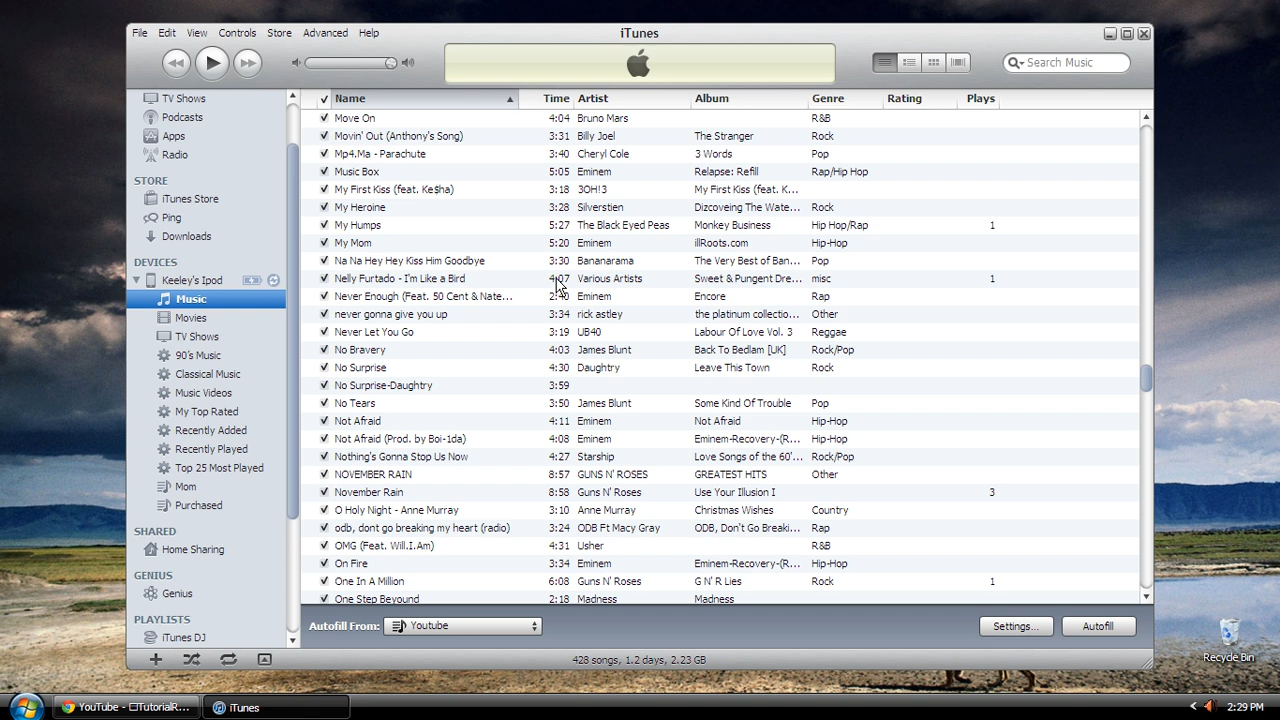 iTunes
File Edit View Controls Store Advanced Help
Search Music
TV Shows
Podcasts
Apps
Radio
STORE
iTunes Store
Ping
Downloads
DEVICES
Keeley's Ipod
Music
Movies
TV Shows
90's Music
Classical Music
Music Videos
My Top Rated
Recently Added
Recently Played
Top 25 Most Played
Mom
Purchased
SHARED
Home Sharing
GENIUS
Genius
PLAYLISTS
iTunes DJ
Name Time Artist Album Genre Rating Plays
Move On 4:04 Bruno Mars R&B
Movin' Out (Anthony's Song) 3:31 Billy Joel The Stranger Rock
Mp4.Ma - Parachute 3:40 Cheryl Cole 3 Words Pop
Music Box 5:05 Eminem Relapse: Refill Rap/Hip Hop
My First Kiss (feat. Ke$ha) 3:18 3OH!3 My First Kiss (feat. K...
My Heroine 3:28 Silverstien Dizcoveing The Wate... Rock
My Humps 5:27 The Black Eyed Peas Monkey Business Hip Hop/Rap 1
My Mom 5:20 Eminem illRoots.com Hip-Hop
Na Na Hey Hey Kiss Him Goodbye 3:30 Bananarama The Very Best of Ban... Pop
Nelly Furtado - I'm Like a Bird 4:07 Various Artists Sweet & Pungent Dre... misc 1
Never Enough (Feat. 50 Cent & Nate... 2:40 Eminem Encore Rap
never gonna give you up 3:34 rick astley the platinum collectio... Other
Never Let You Go 3:19 UB40 Labour Of Love Vol. 3 Reggae
No Bravery 4:03 James Blunt Back To Bedlam [UK] Rock/Pop
No Surprise 4:30 Daughtry Leave This Town Rock
No Surprise-Daughtry 3:59
No Tears 3:50 James Blunt Some Kind Of Trouble Pop
Not Afraid 4:11 Eminem Not Afraid Hip-Hop
Not Afraid (Prod. by Boi-1da) 4:08 Eminem Eminem-Recovery-(R... Hip-Hop
Nothing's Gonna Stop Us Now 4:27 Starship Love Songs of the 60'... Rock/Pop
NOVEMBER RAIN 8:57 GUNS N' ROSES GREATEST HITS Other
November Rain 8:58 Guns N' Roses Use Your Illusion I 3
O Holy Night - Anne Murray 3:10 Anne Murray Christmas Wishes Country
odb, dont go breaking my heart (radio) 3:24 ODB Ft Macy Gray ODB, Don't Go Breaki... Rap
OMG (Feat. Will.I.Am) 4:31 Usher R&B
On Fire 3:34 Eminem Eminem-Recovery-(R... Hip-Hop
One In A Million 6:08 Guns N' Roses G N' R Lies Rock 1
One Step Beyound 2:18 Madness Madness
Autofill From: Youtube Settings... Autofill
428 songs, 1.2 days, 2.23 GB
Recycle Bin
YouTube - □TutorialR... iTunes 2:29 PM